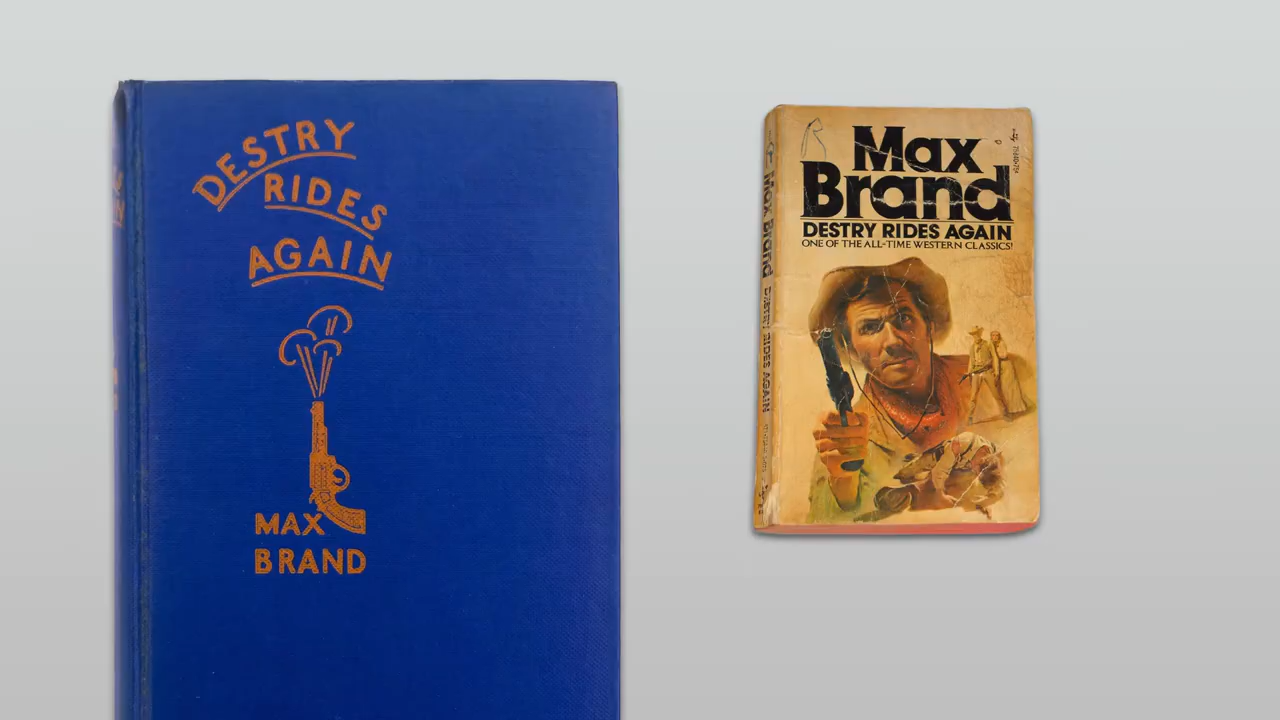 DESTRY
RIDES
AGAIN
MAX
BRAND
Max
Brand
DESTRY RIDES AGAIN
ONE OF THE ALL-TIME WESTERN CLASSICS!
Max Brand DESTRY RIDES AGAIN